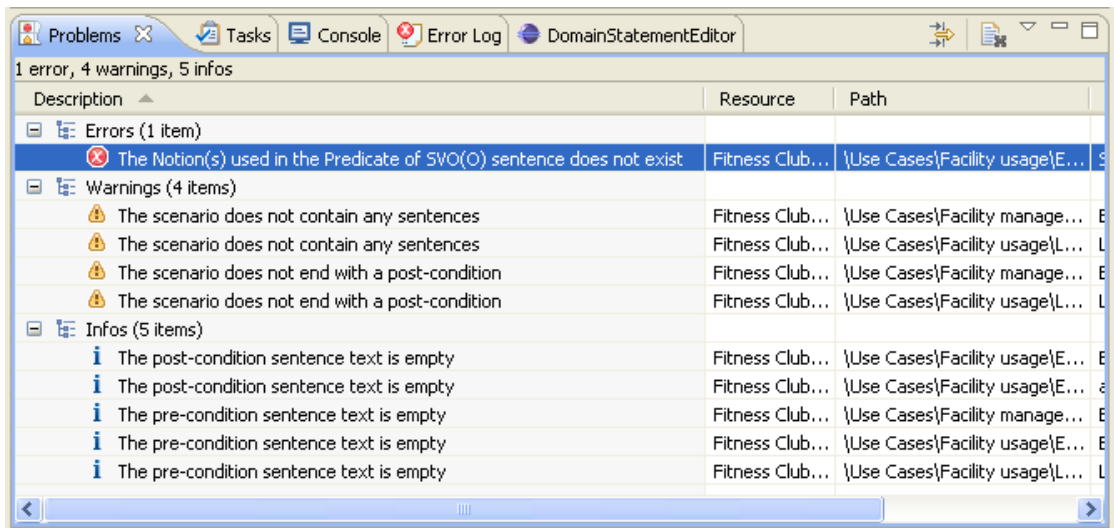 Problems Tasks Console Error Log DomainStatementEditor
1 error, 4 warnings, 5 infos
Description Resource Path
Errors (1 item)
The Notion(s) used in the Predicate of SVO(O) sentence does not exist Fitness Club... \Use Cases\Facility usage\E... S
Warnings (4 items)
The scenario does not contain any sentences Fitness Club... \Use Cases\Facility manage... E
The scenario does not contain any sentences Fitness Club... \Use Cases\Facility usage\L... L
The scenario does not end with a post-condition Fitness Club... \Use Cases\Facility manage... E
The scenario does not end with a post-condition Fitness Club... \Use Cases\Facility usage\L... L
Infos (5 items)
The post-condition sentence text is empty Fitness Club... \Use Cases\Facility usage\E... E
The post-condition sentence text is empty Fitness Club... \Use Cases\Facility usage\E... a
The pre-condition sentence text is empty Fitness Club... \Use Cases\Facility manage... E
The pre-condition sentence text is empty Fitness Club... \Use Cases\Facility usage\E... E
The pre-condition sentence text is empty Fitness Club... \Use Cases\Facility usage\L... L